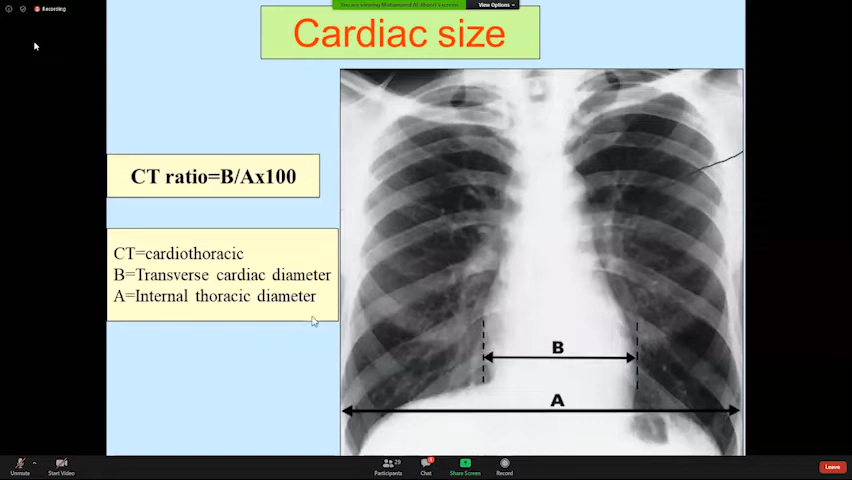 Recording
View Options
Cardiac size
CT ratio=B/Ax100
CT=cardiothoracic
B=Transverse cardiac diameter
A=Internal thoracic diameter
B
A
Unmute
Start Video
29
Participants
Chat
Share Screen
Record
Leave